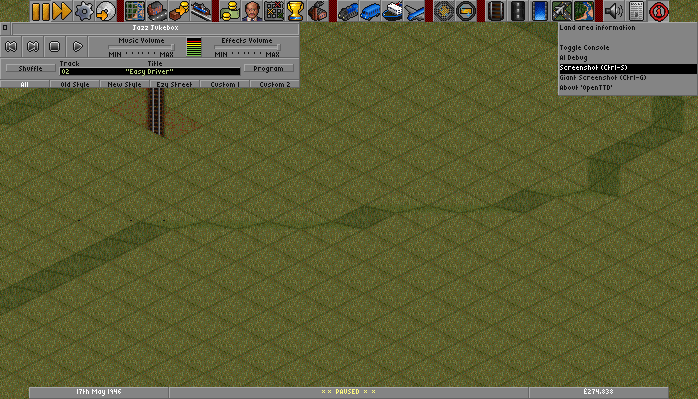 Jazz Jukebox
Music Volume
Effects Volume
MIN ' ' ' ' ' ' MAX
MIN ' ' ' ' ' ' MAX
Shuffle
Track
Title
Program
02
"Easy Driver"
All
Old Style
New Style
Ezy Street
Custom 1
Custom 2
Land area information
Toggle Console
AI Debug
Screenshot (Ctrl-S)
Giant Screenshot (Ctrl-G)
About 'OpenTTD'
17th May 1946
× × PAUSED × ×
£274,838